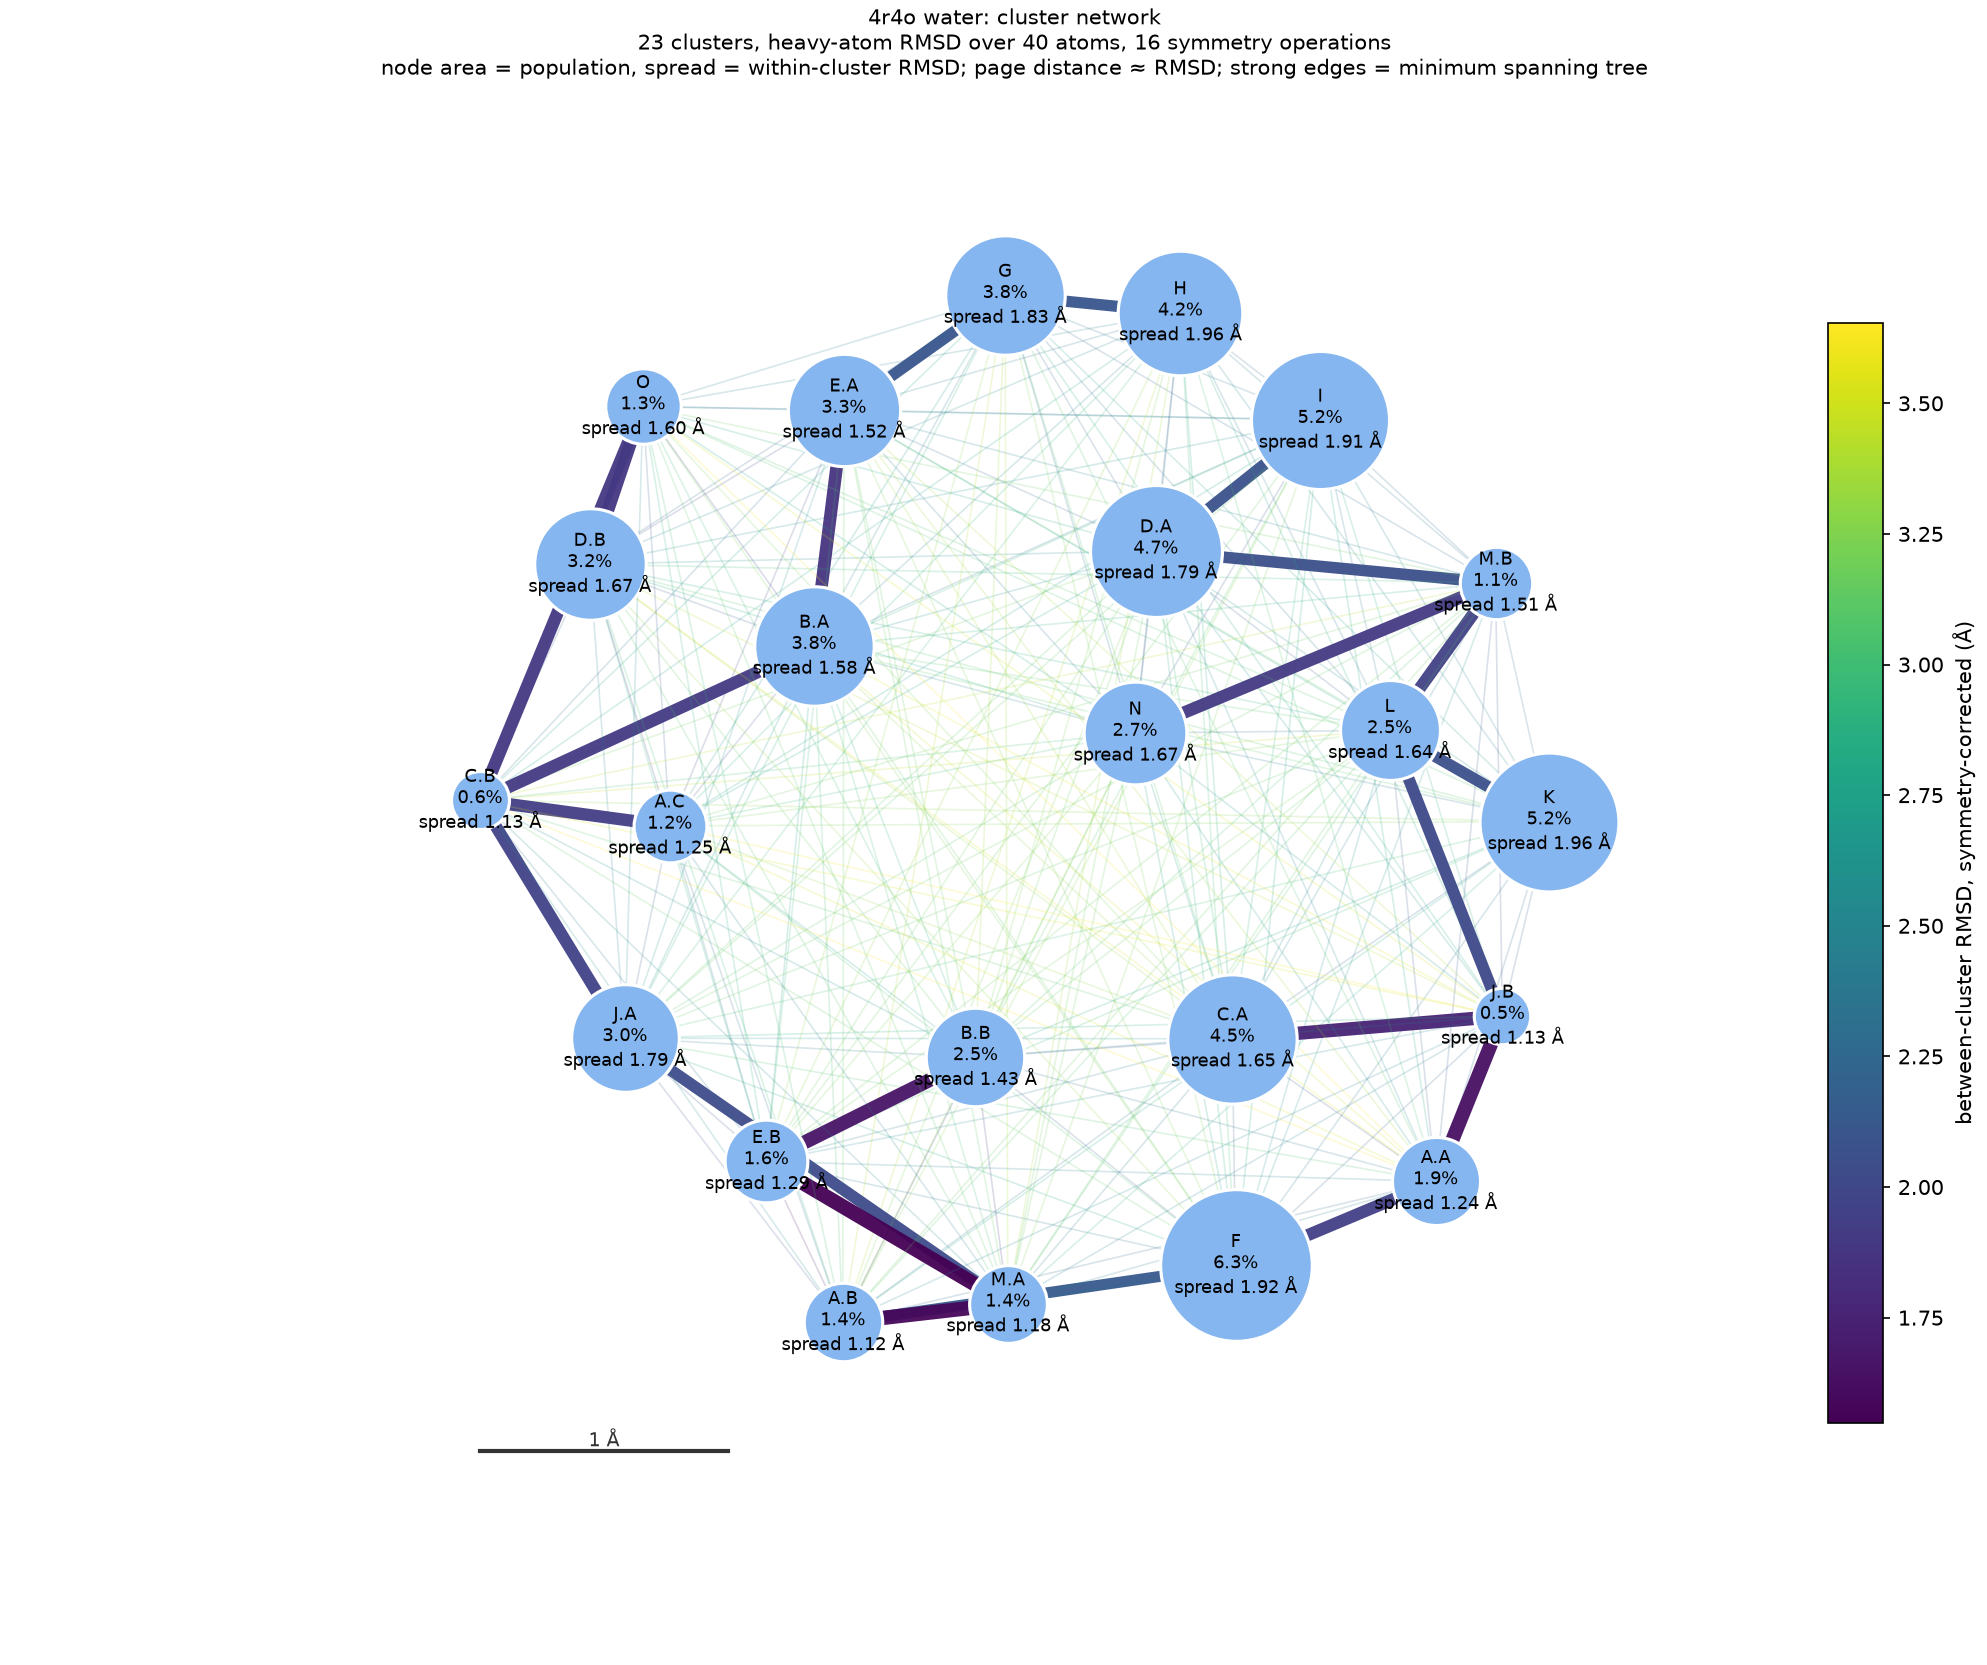 4r4o water: cluster network
23 clusters, heavy-atom RMSD over 40 atoms, 16 symmetry operations
node area = population, spread = within-cluster RMSD; page distance ≈ RMSD; strong edges = minimum spanning tree
G
3.8%
spread 1.83 Å
H
4.2%
spread 1.96 Å
O
1.3%
spread 1.60 Å
E.A
3.3%
spread 1.52 Å
I
5.2%
spread 1.91 Å
D.B
3.2%
spread 1.67 Å
D.A
4.7%
spread 1.79 Å
M.B
1.1%
spread 1.51 Å
B.A
3.8%
spread 1.58 Å
N
2.7%
spread 1.67 Å
L
2.5%
spread 1.64 Å
C.B
0.6%
spread 1.13 Å
A.C
1.2%
spread 1.25 Å
K
5.2%
spread 1.96 Å
J.A
3.0%
spread 1.79 Å
B.B
2.5%
spread 1.43 Å
C.A
4.5%
spread 1.65 Å
J.B
0.5%
spread 1.13 Å
E.B
1.6%
spread 1.29 Å
A.A
1.9%
spread 1.24 Å
F
6.3%
spread 1.92 Å
A.B
1.4%
spread 1.12 Å
M.A
1.4%
spread 1.18 Å
1 Å
3.50
3.25
3.00
2.75
2.50
2.25
2.00
1.75
between-cluster RMSD, symmetry-corrected (Å)